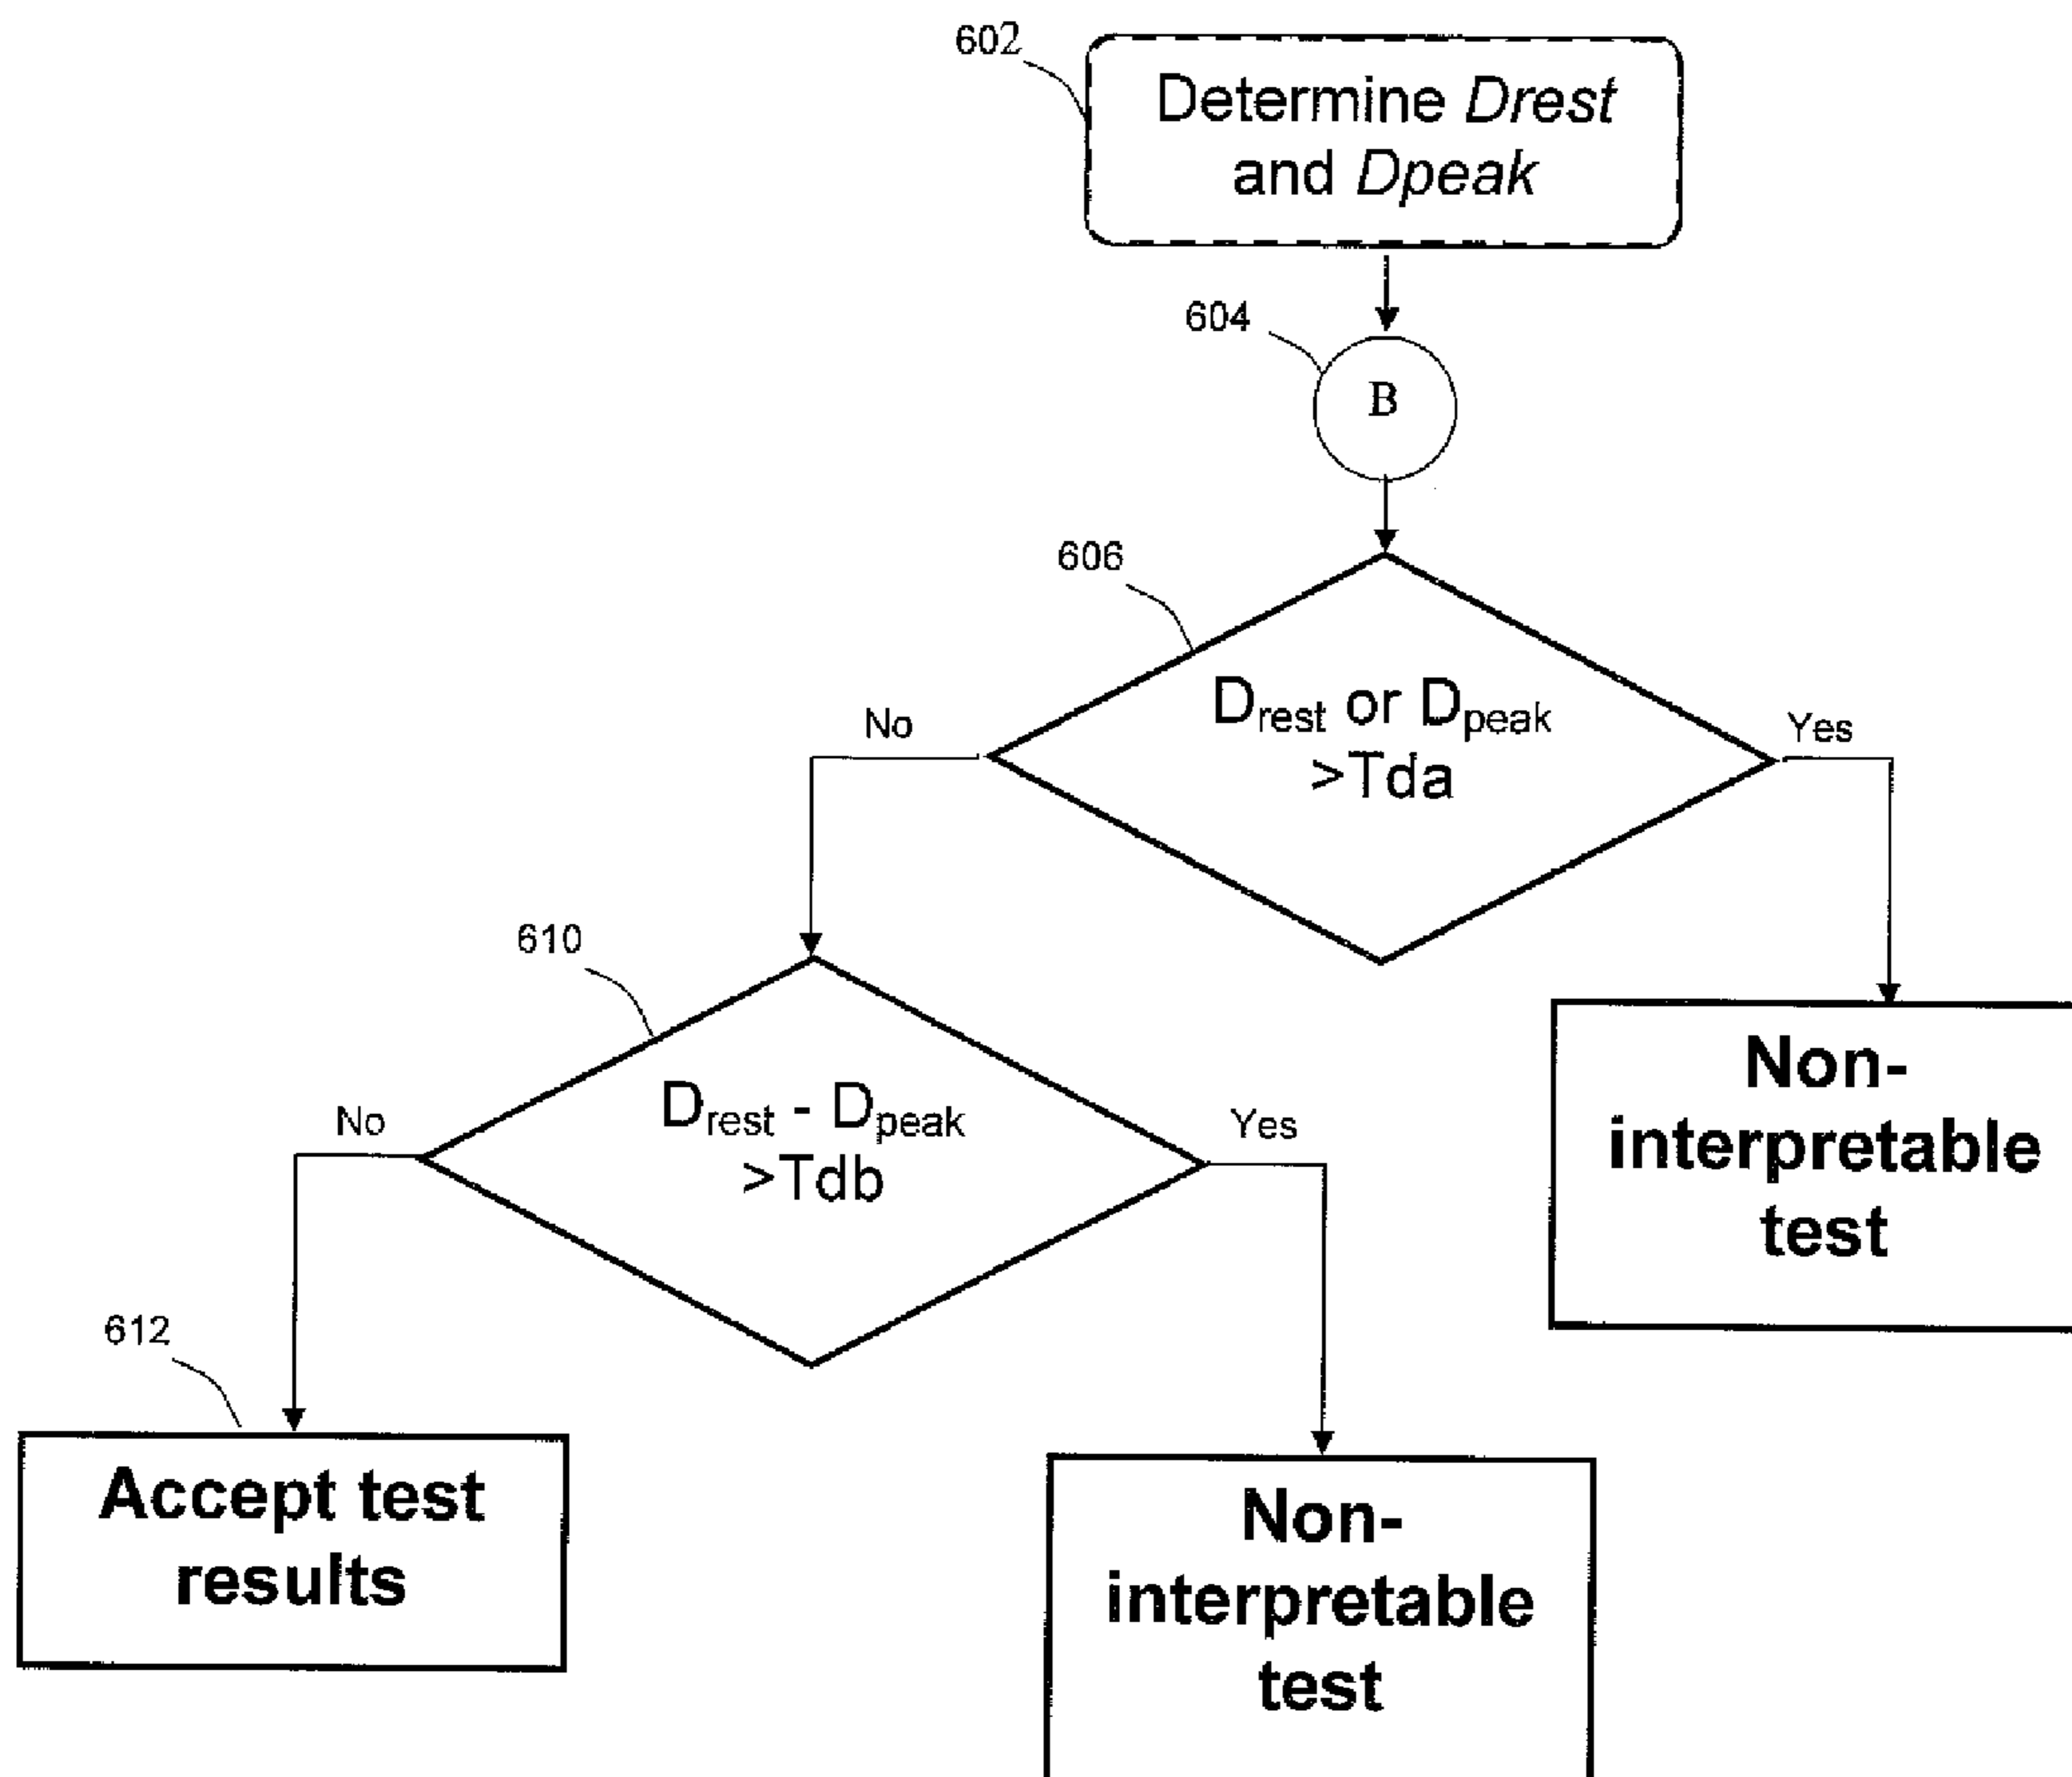 602
Determine Drest
and Dpeak
604
B
606
Drest or Dpeak
>Tda
No
Yes
610
Drest - Dpeak
>Tdb
No
Yes
Non-
interpretable
test
612
Accept test
results
Non-
interpretable
test